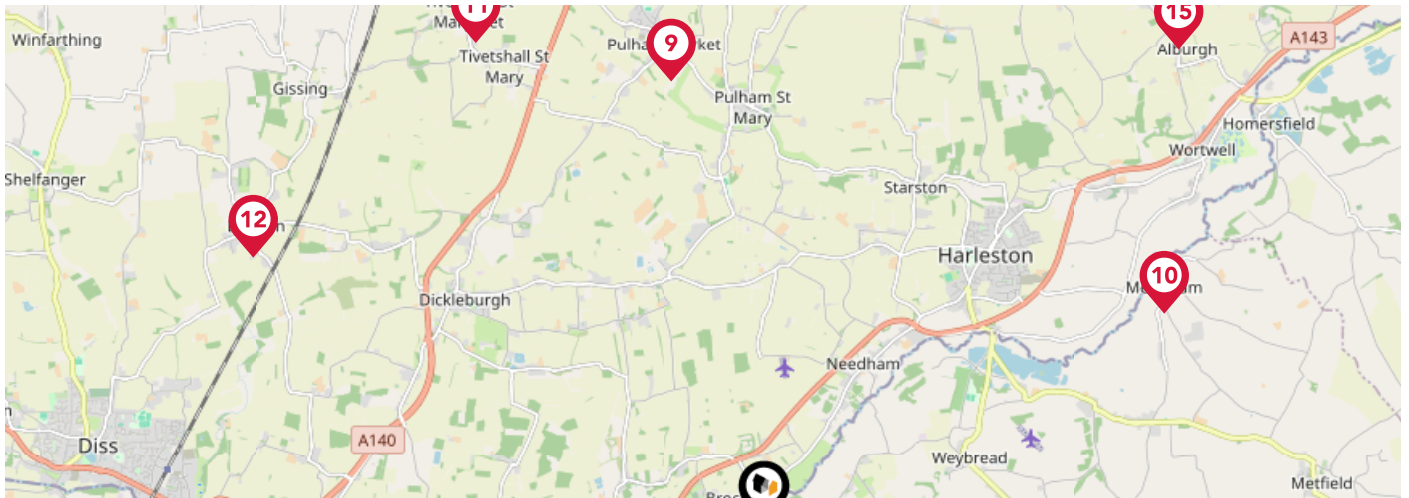 11
15
Winfarthing
9
A143
Alburgh
Tivetshall St
Mary
Gissing
Pulham St
Mary
Homersfield
Wortwell
Shelfanger
Starston
12
Harleston
10
Dickleburgh
Needham
A140
Diss
Weybread
Metfield